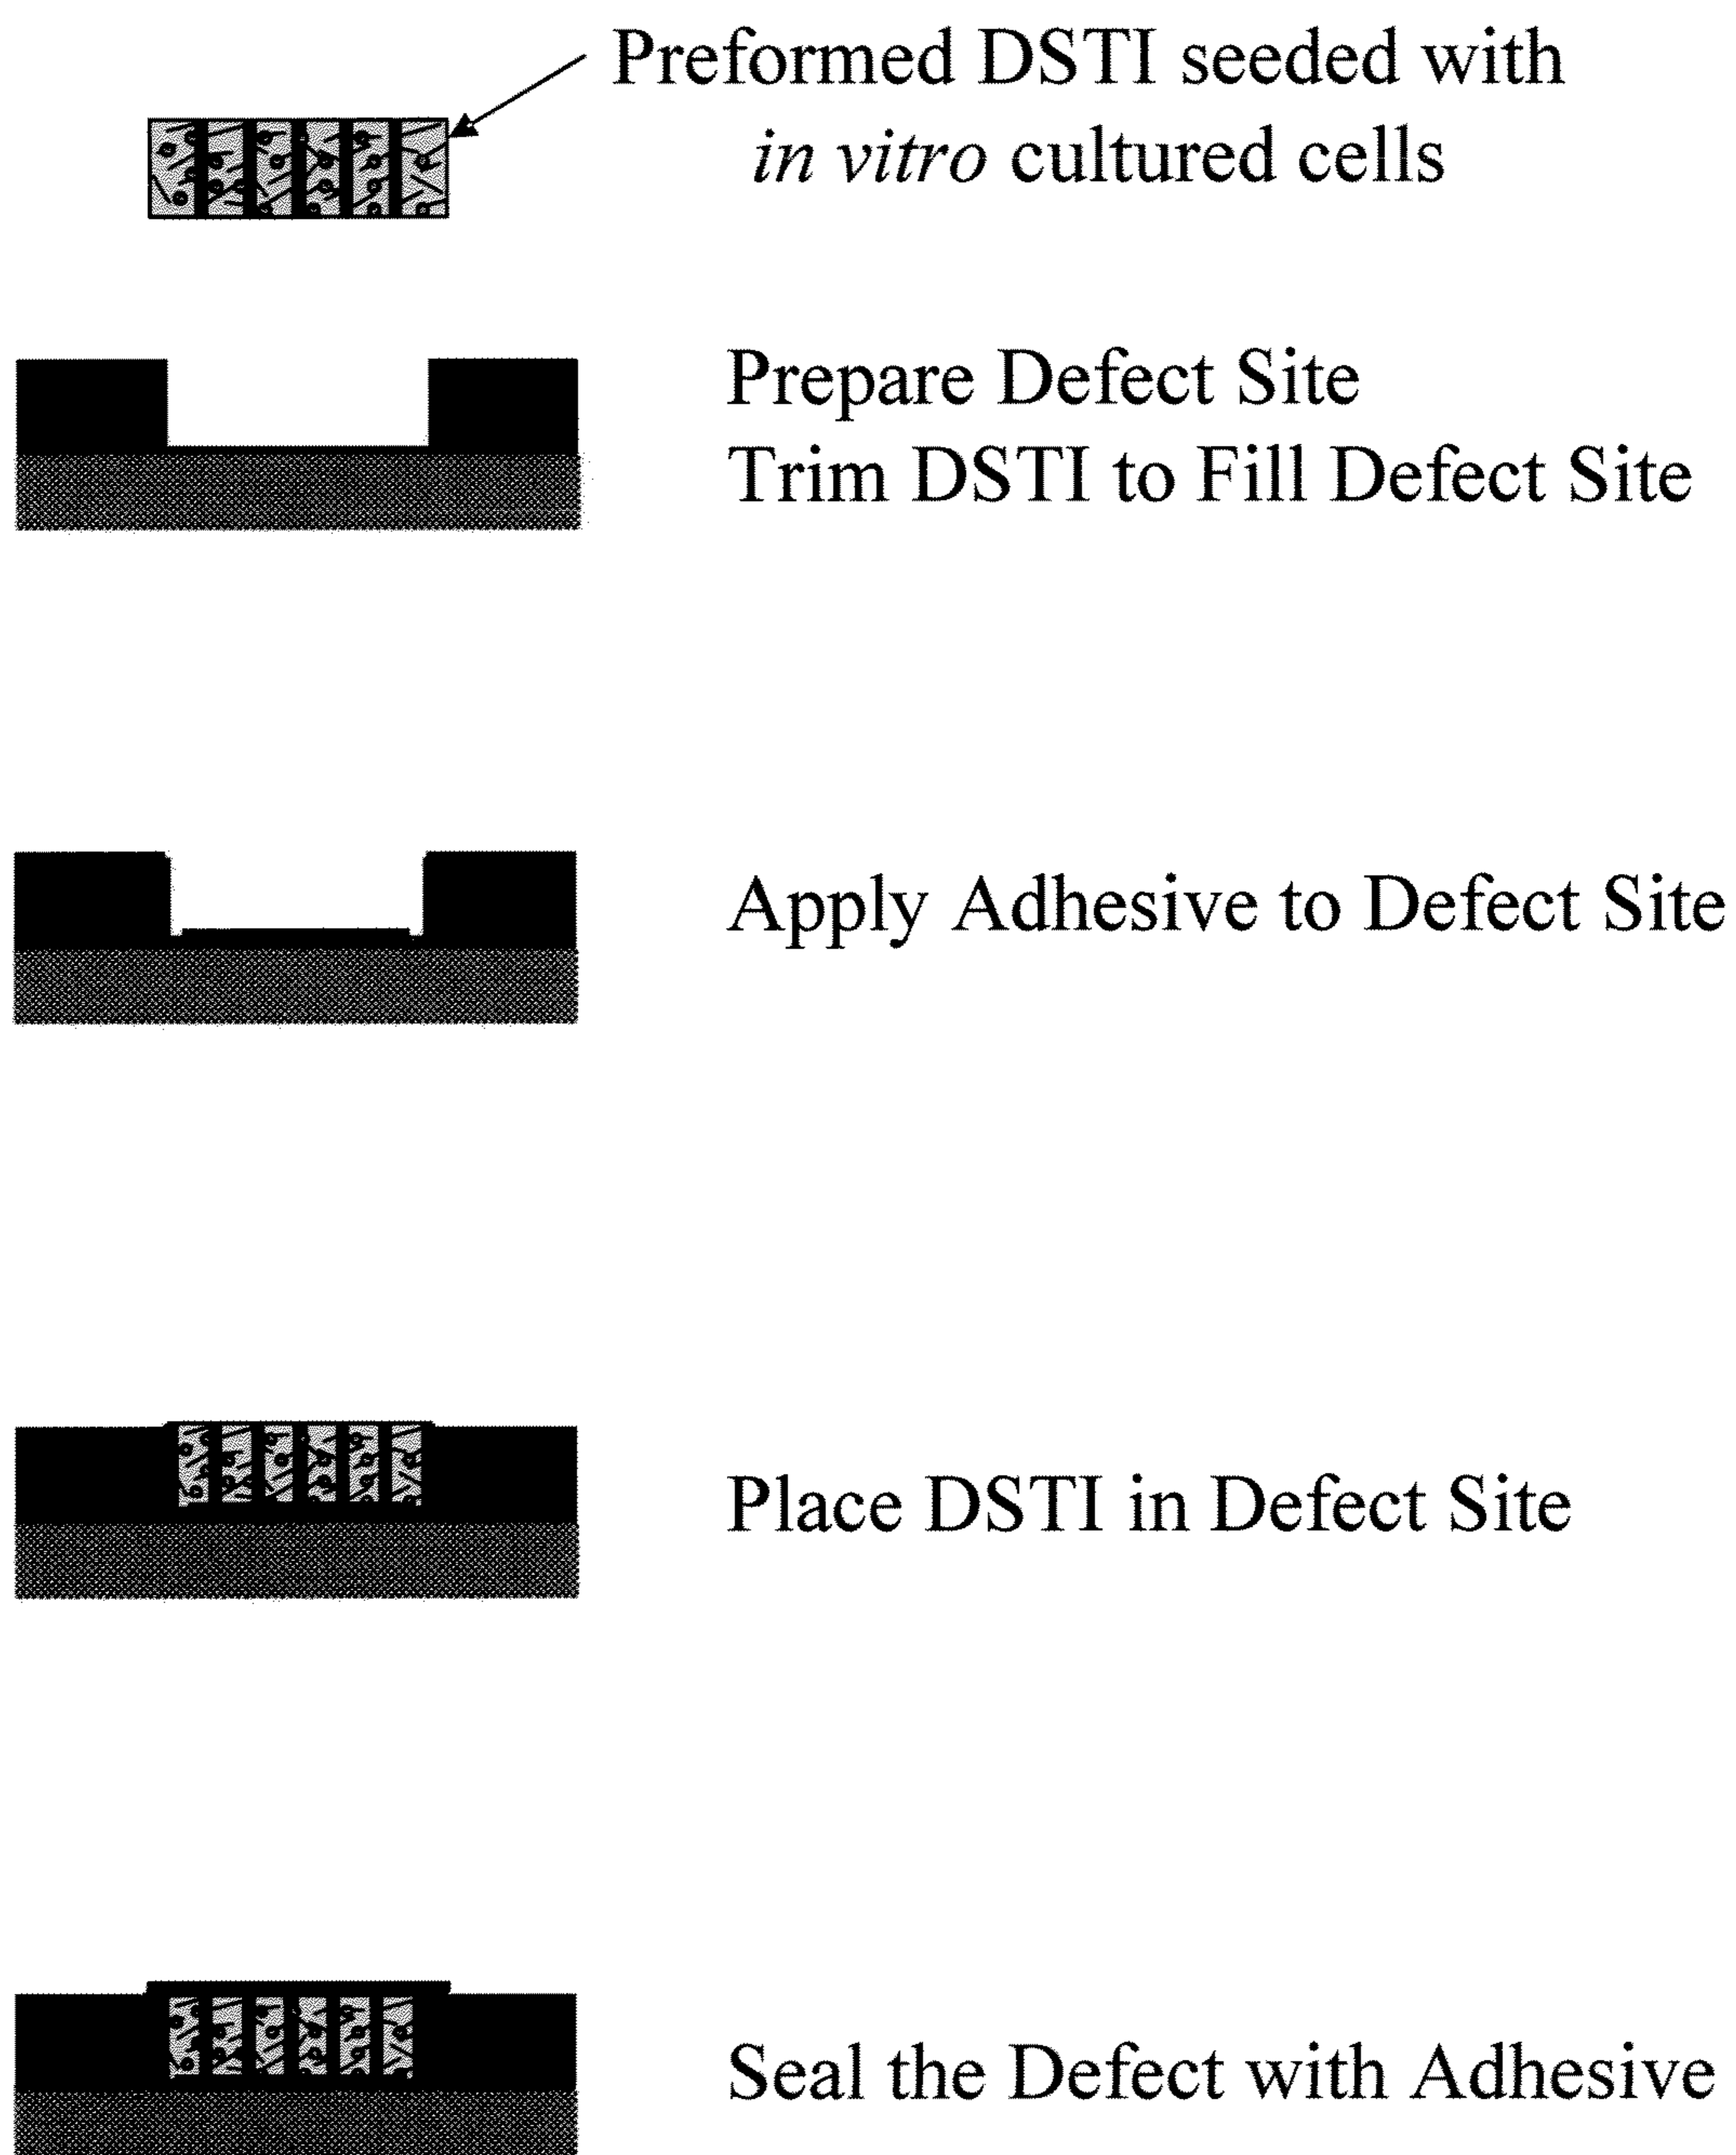 Preformed DSTI seeded with
in vitro cultured cells
Prepare Defect Site
Trim DSTI to Fill Defect Site
Apply Adhesive to Defect Site
Place DSTI in Defect Site
Seal the Defect with Adhesive